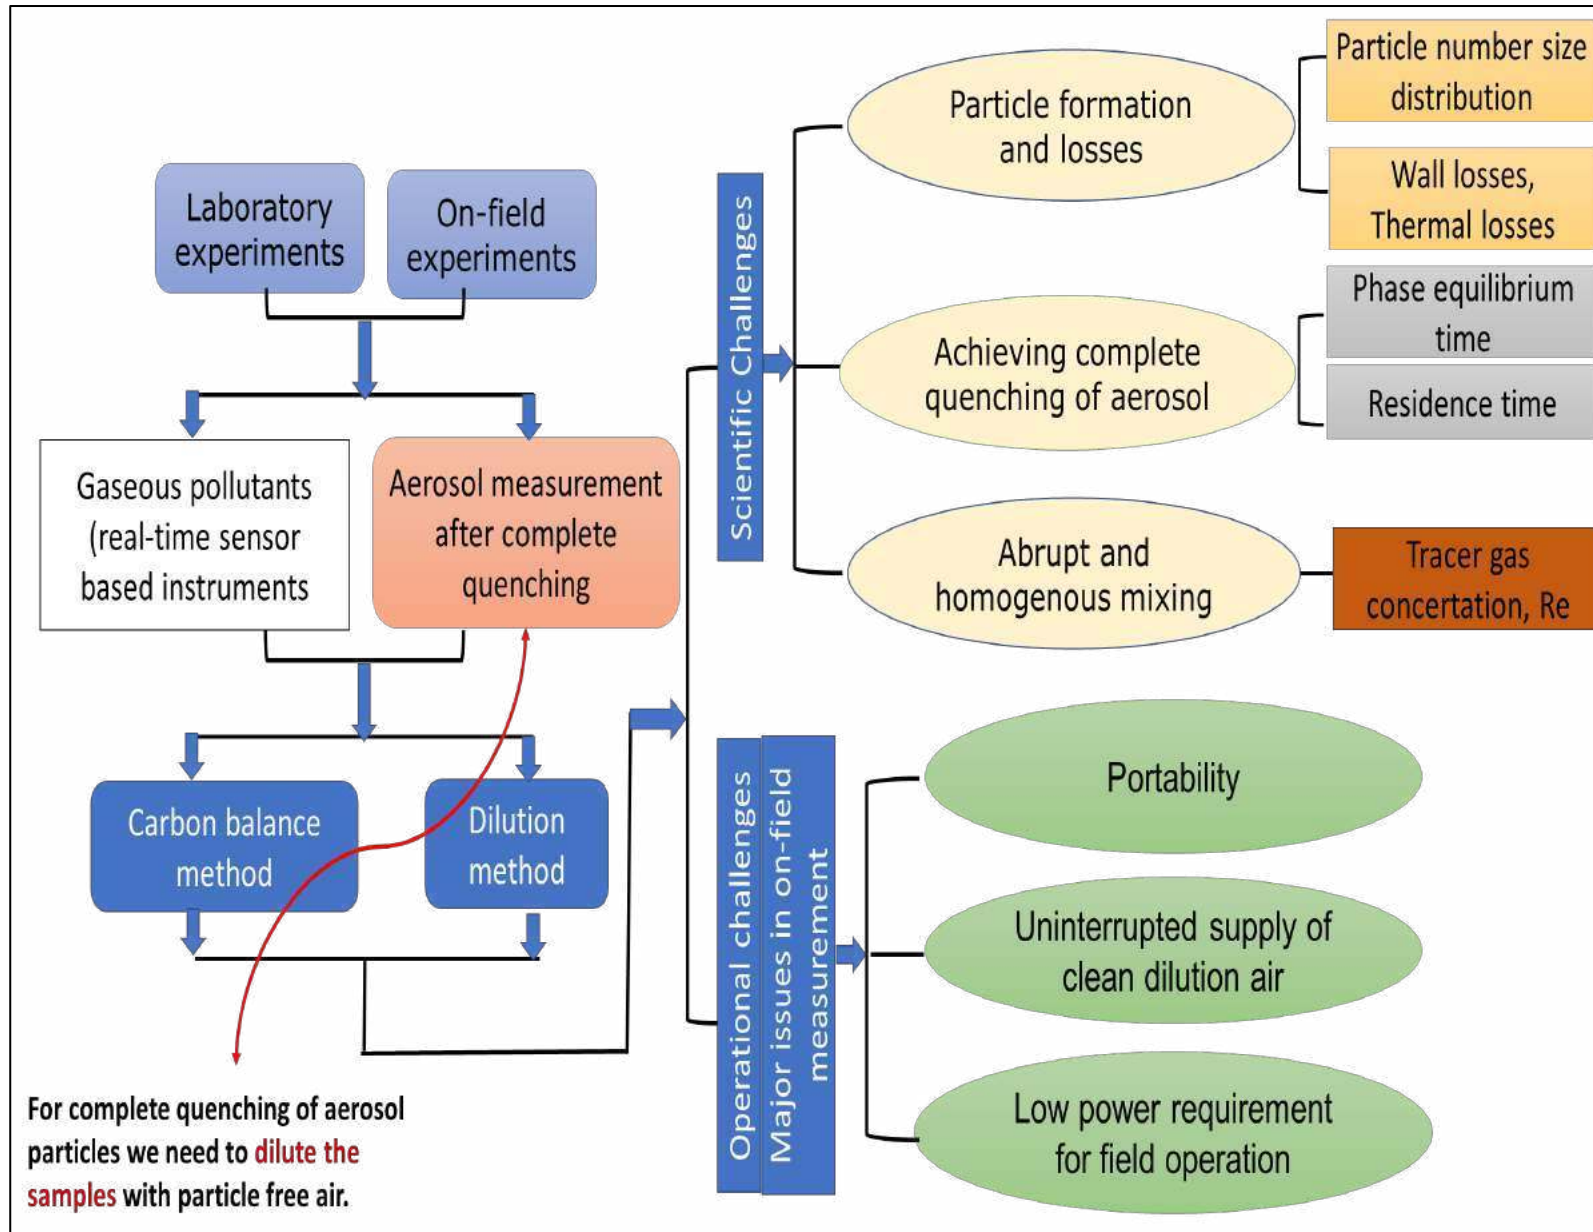 Laboratory
experiments
On-field
experiments
Gaseous pollutants
(real-time sensor
based instruments
Aerosol measurement
after complete
quenching
Carbon balance
method
Dilution
method
For complete quenching of aerosol
particles we need to dilute the
samples with particle free air.
Scientific Challenges
Particle formation
and losses
Particle number size
distribution
Wall losses,
Thermal losses
Achieving complete
quenching of aerosol
Phase equilibrium
time
Residence time
Abrupt and
homogenous mixing
Tracer gas
concertation, Re
Operational challenges
Major issues in on-field
measurement
Portability
Uninterrupted supply of
clean dilution air
Low power requirement
for field operation